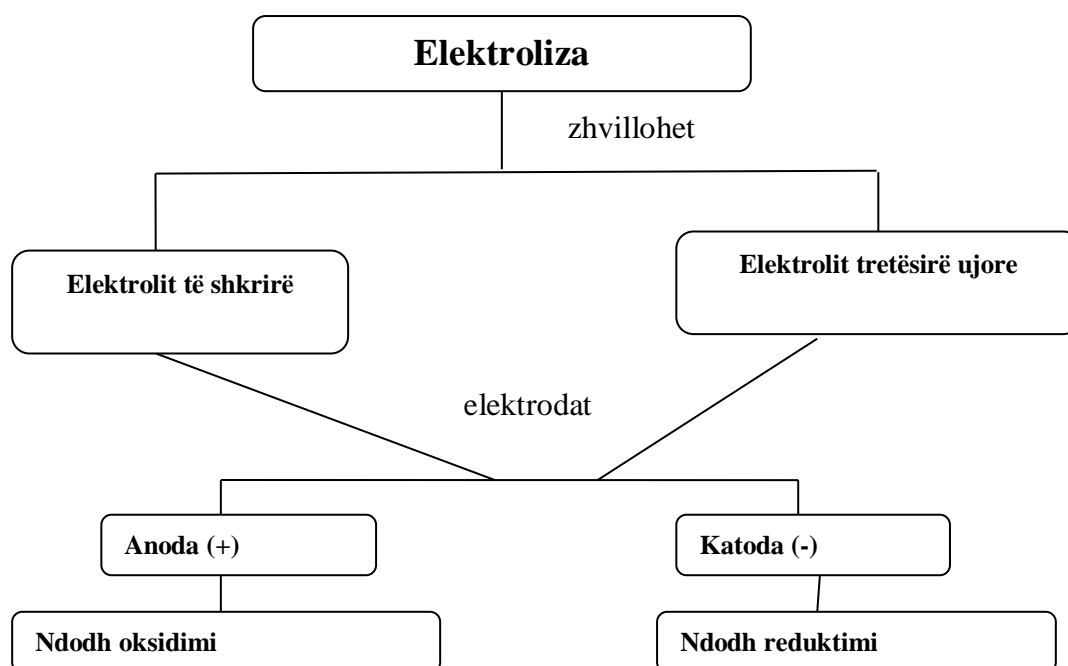 Elektroliza
zhvillohet
Elektrolit të shkrirë
Elektrolit tretësirë ujore
elektrodat
Anoda (+)
Katoda (-)
Ndodh oksidimi
Ndodh reduktimi